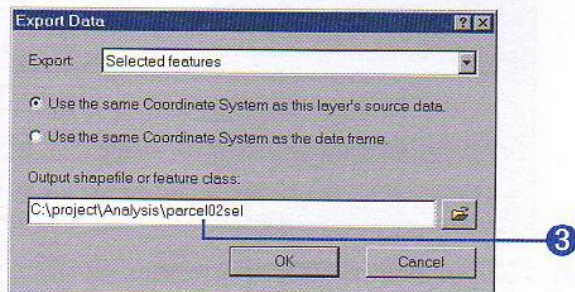 Export Data
Export: Selected features
Use the same Coordinate System as this layer's source data.
Use the same Coordinate System as the data frame.
Output shapefile or feature class:
C:\project\Analysis\parcel02sel
3
OK Cancel